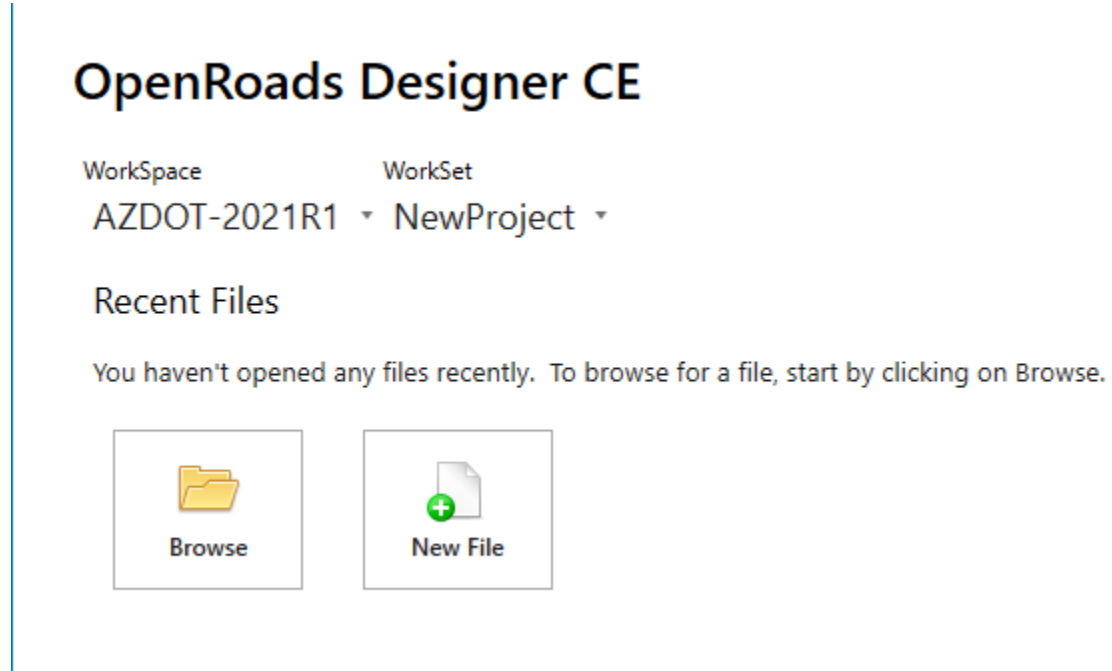 OpenRoads Designer CE
WorkSpace WorkSet
AZDOT-2021R1 NewProject
Recent Files
You haven't opened any files recently.  To browse for a file, start by clicking on Browse.
Browse New File